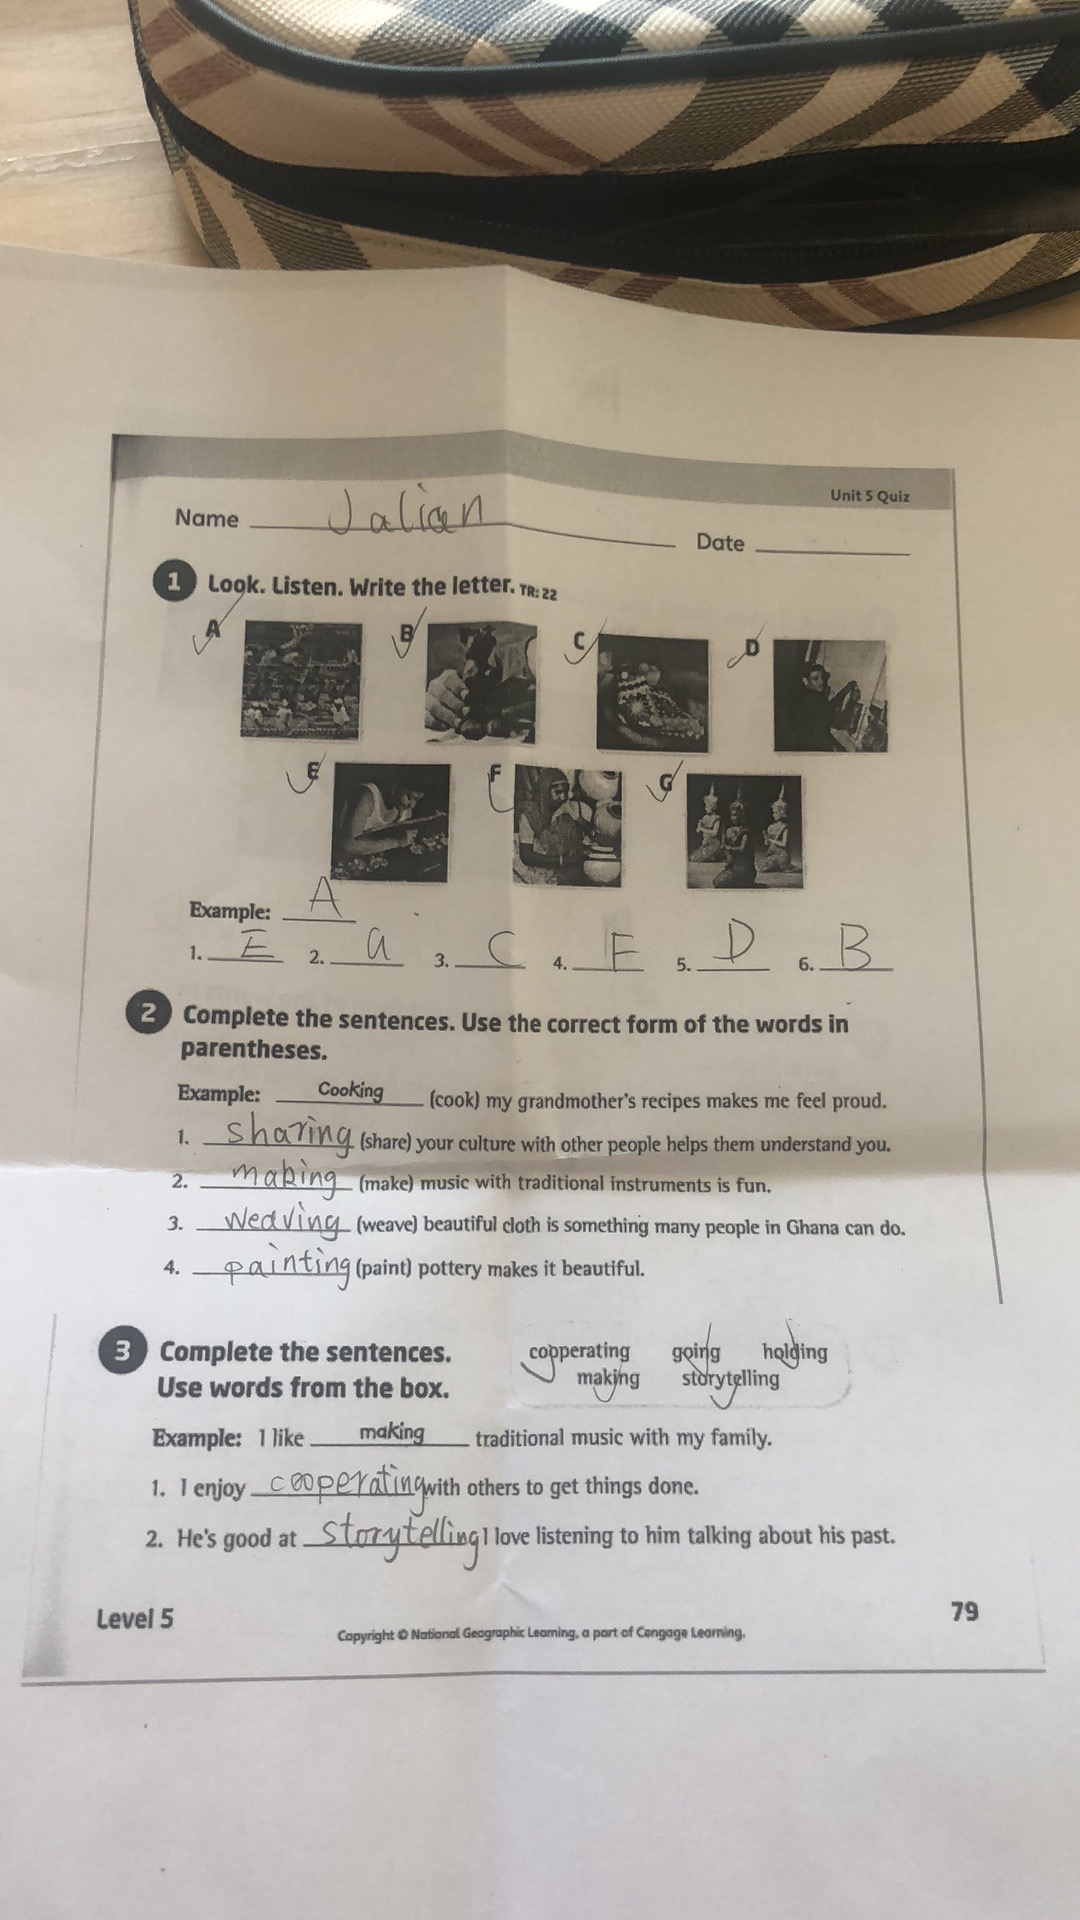 Unit 5 Quiz
Name Jalian Date
1 Look. Listen. Write the letter. TR: 22
A B C D
E F G
Example: A
1. E 2. a 3. C 4. F 5. D 6. B
2 Complete the sentences. Use the correct form of the words in
parentheses.
Example: Cooking (cook) my grandmother's recipes makes me feel proud.
1. sharing (share) your culture with other people helps them understand you.
2. making (make) music with traditional instruments is fun.
3. Weaving (weave) beautiful cloth is something many people in Ghana can do.
4. painting (paint) pottery makes it beautiful.
3 Complete the sentences.
Use words from the box.
cooperating going holding
making storytelling
Example: I like making traditional music with my family.
1. I enjoy cooperating with others to get things done.
2. He's good at storytelling I love listening to him talking about his past.
Level 5
Copyright © National Geographic Learning, a part of Cengage Learning.
79